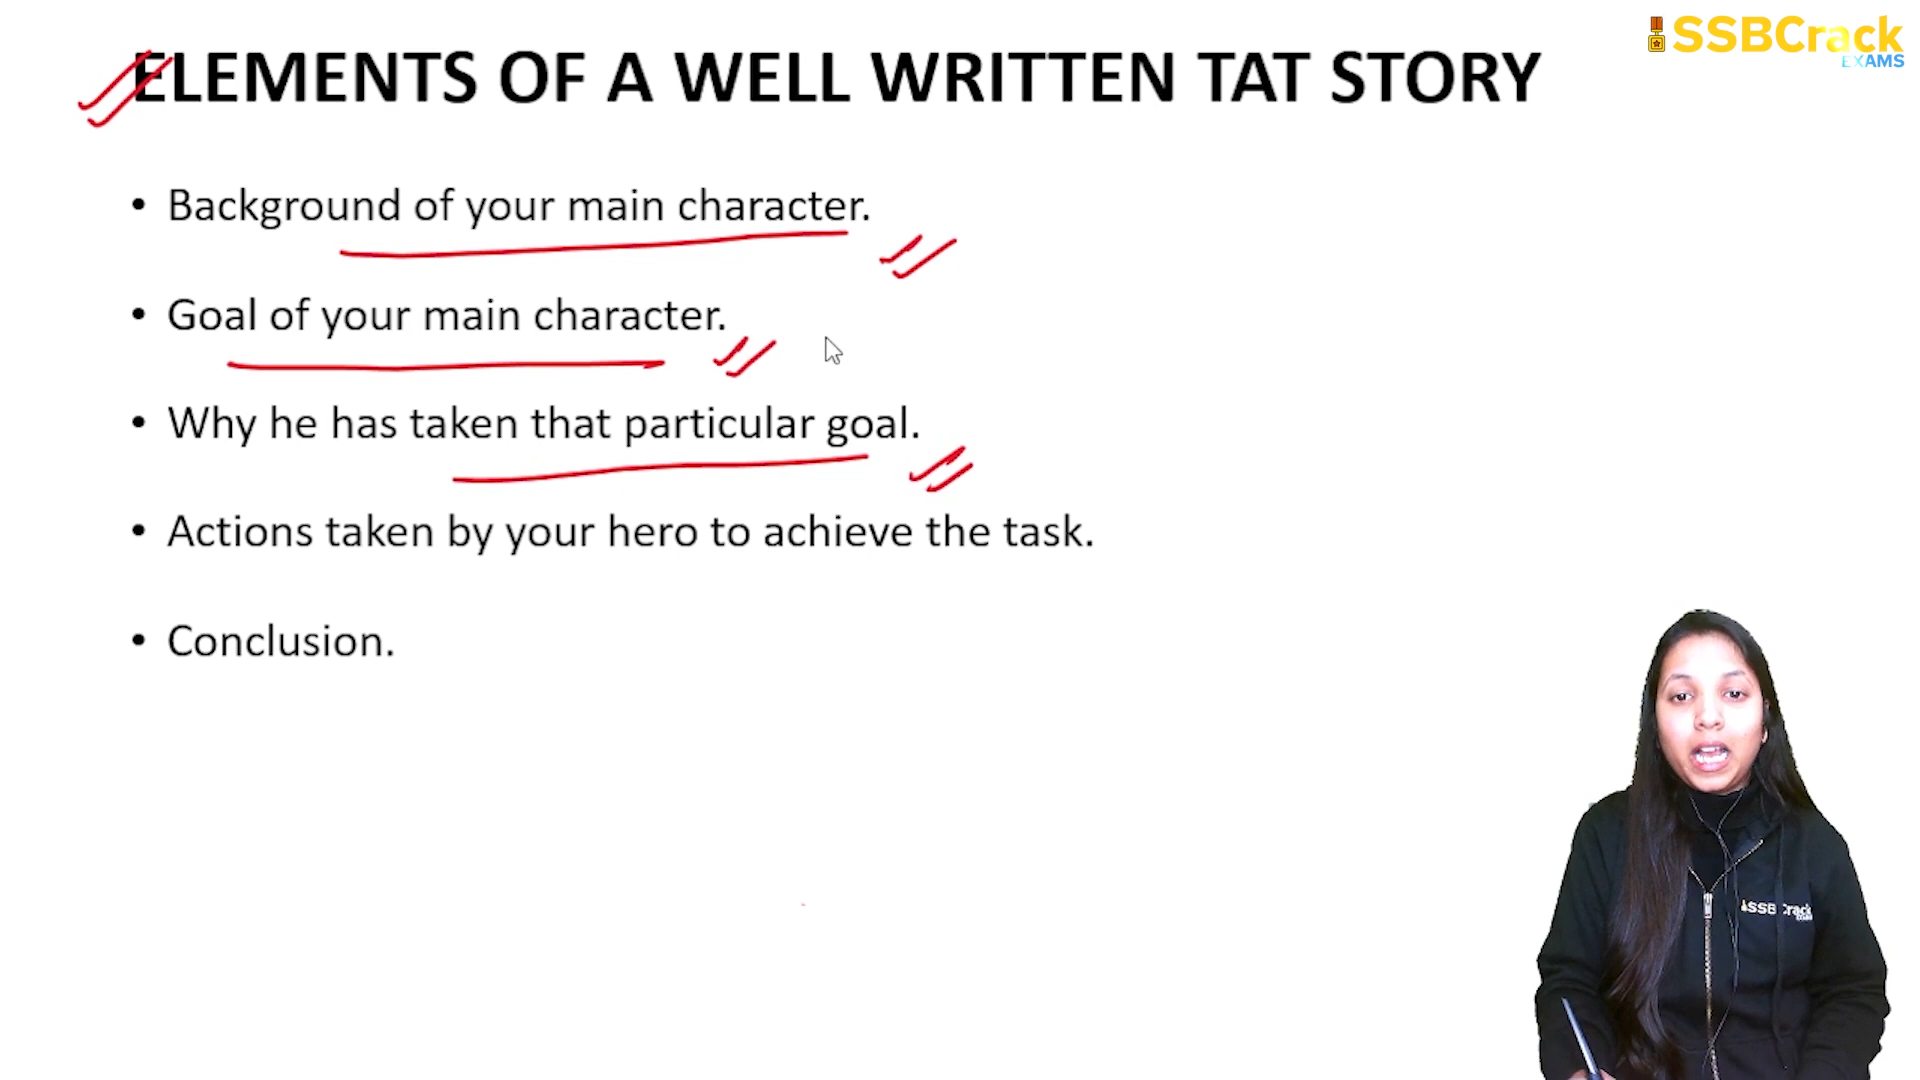 SSBCrack
EXAMS
ELEMENTS OF A WELL WRITTEN TAT STORY
• Background of your main character.
• Goal of your main character.
• Why he has taken that particular goal.
• Actions taken by your hero to achieve the task.
• Conclusion.
SSBCrack